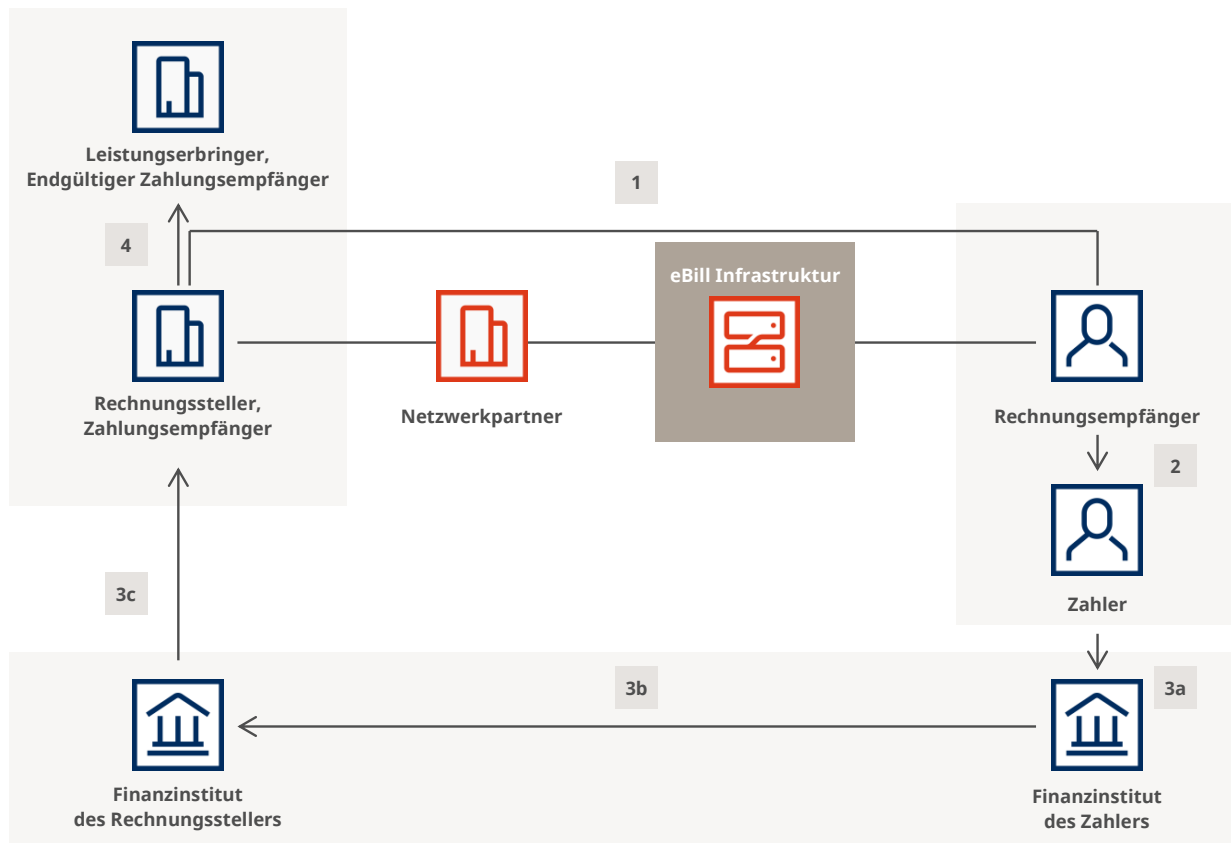 Leistungserbringer,
Endgültiger Zahlungsempfänger
1
4
eBill Infrastruktur
Rechnungssteller,
Zahlungsempfänger
Netzwerkpartner
Rechnungsempfänger
2
3c
Zahler
3b
3a
Finanzinstitut
des Rechnungsstellers
Finanzinstitut
des Zahlers